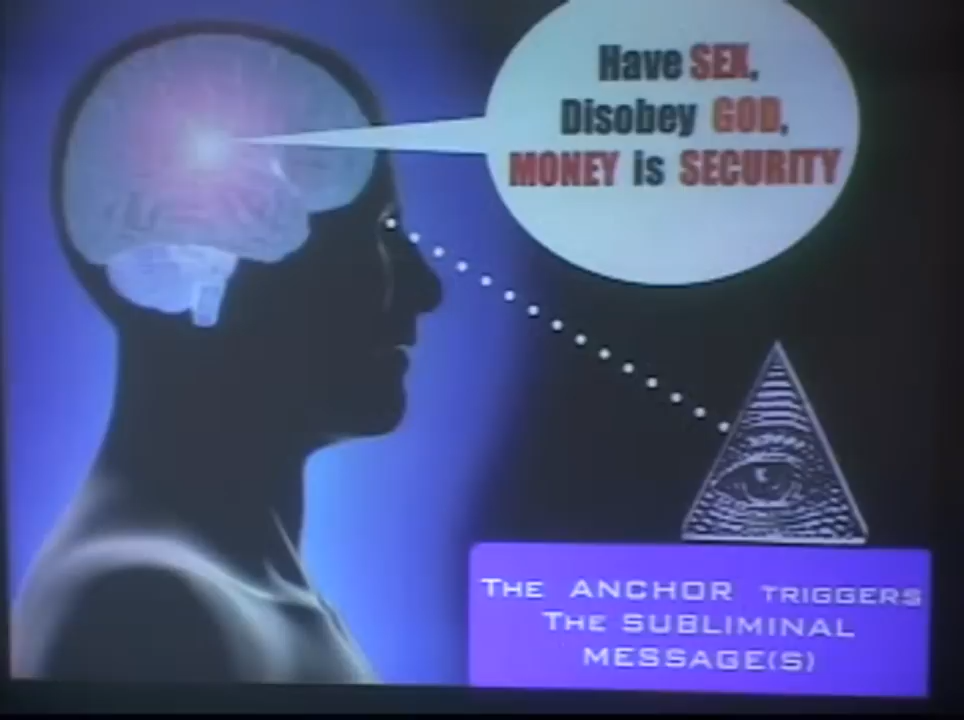 Have SEX,
Disobey GOD,
MONEY is SECURITY
The ANCHOR TRIGGERS
The SUBLIMINAL
MESSAGE(S)